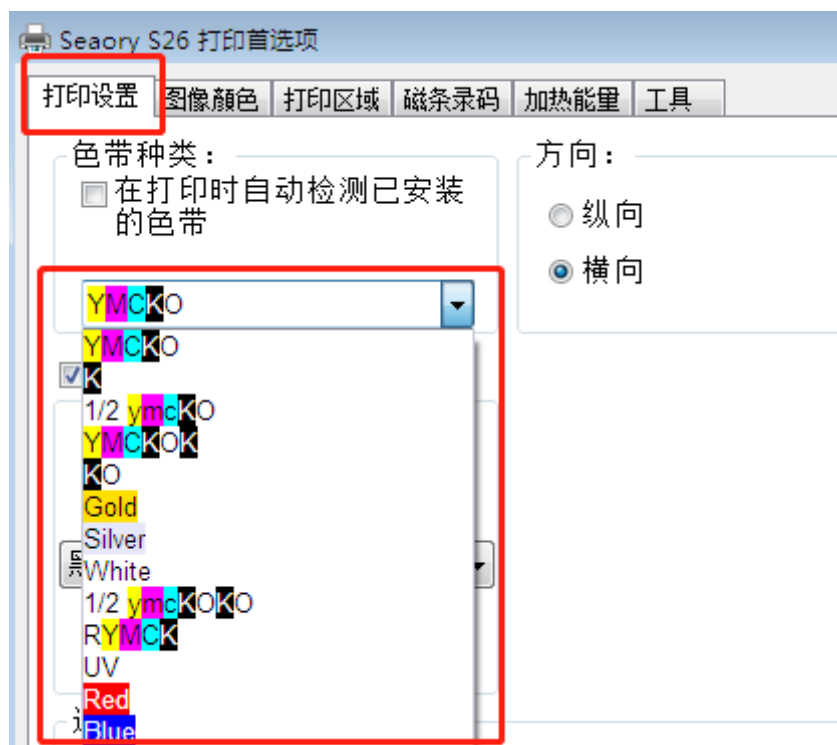 Seaory S26 打印首选项
打印设置 图像顏色 打印区域 磁条录码 加热能量 工具
色带种类：
在打印时自动检测已安装
的色带
方向：
纵向
横向
YMCKO
YMCKO
K
1/2 ymcKO
YMCKOK
KO
Gold
Silver
White
1/2 ymcKOKO
RYMCK
UV
Red
Blue